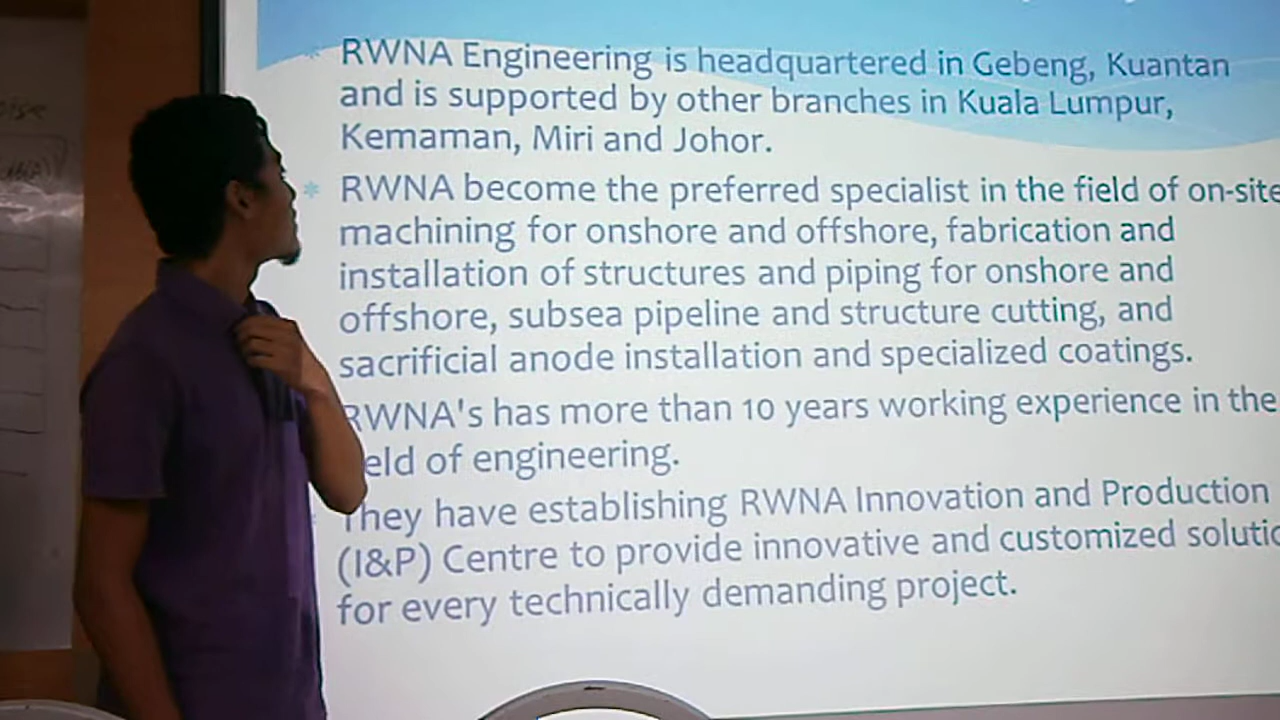 RWNA Engineering is headquartered in Gebeng, Kuantan
and is supported by other branches in Kuala Lumpur,
Kemaman, Miri and Johor.
RWNA become the preferred specialist in the field of on-site
machining for onshore and offshore, fabrication and
installation of structures and piping for onshore and
offshore, subsea pipeline and structure cutting, and
sacrificial anode installation and specialized coatings.
RWNA's has more than 10 years working experience in the
eld of engineering.
They have establishing RWNA Innovation and Production
(I&P) Centre to provide innovative and customized solutio
for every technically demanding project.